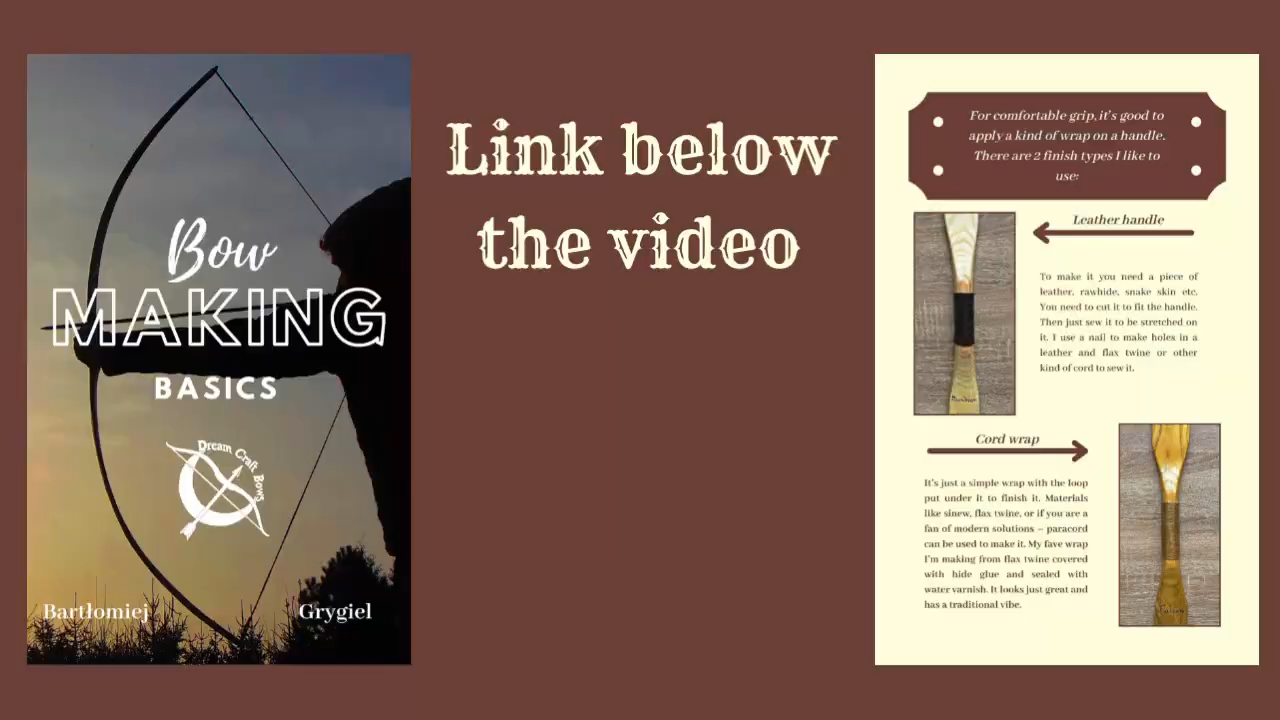 Bow
MAKING
BASICS
Dream Craft Bows
Bartłomiej
Grygiel
Link below
the video
For comfortable grip, it's good to
apply a kind of wrap on a handle.
There are 2 finish types I like to
use:
Leather handle
To make it you need a piece of
leather, rawhide, snake skin etc.
You need to cut it to fit the handle.
Then just sew it to be stretched on
it. I use a nail to make holes in a
leather and flax twine or other
kind of cord to sew it.
Cord wrap
It's just a simple wrap with the loop
put under it to finish it. Materials
like sinew, flax twine, or if you are a
fan of modern solutions – paracord
can be used to make it. My fave wrap
I'm making from flax twine covered
with hide glue and sealed with
water varnish. It looks just great and
has a traditional vibe.